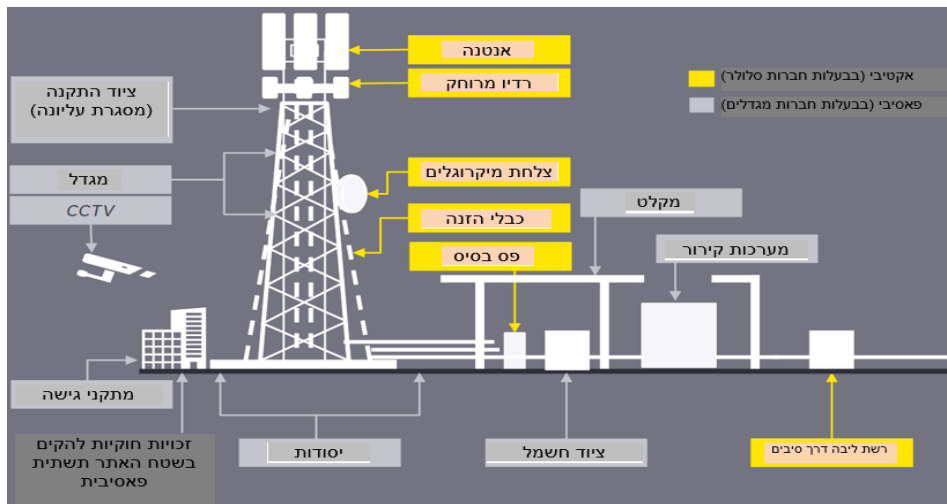 אנטנה
רדיו מרוחק
אקטיבי (בבעלות חברות סלולר)
פאסיבי (בבעלות חברות מגדלים)
ציוד התקנה
(מסגרת עליונה)
מגדל
CCTV
צלחת מיקרוגלים
כבלי הזנה
פס בסיס
מקלט
מערכות קירור
מתקני גישה
זכויות חוקיות להקים
בשטח האתר תשתית
פאסיבית
יסודות
ציוד חשמל
רשת ליבה דרך סיבים